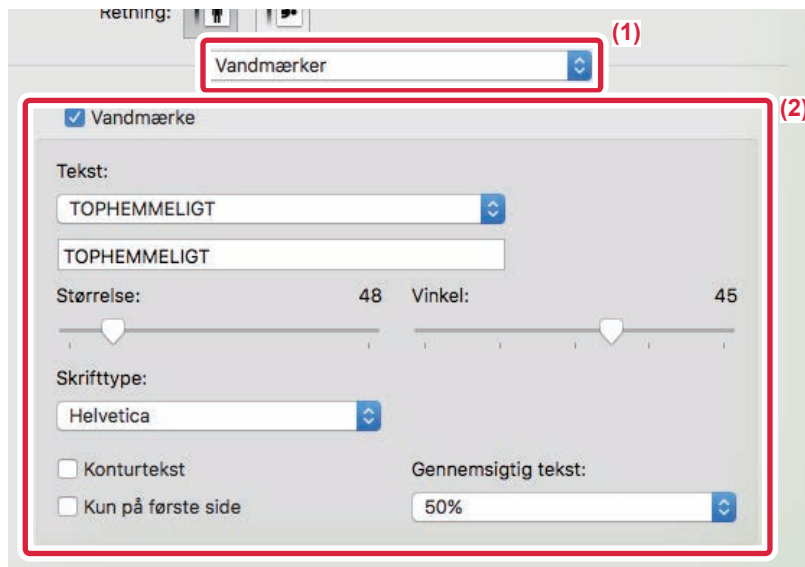 Retning:
(1)
Vandmærker
(2)
Vandmærke
Tekst:
TOPHEMMELIGT
TOPHEMMELIGT
Størrelse: 48 Vinkel: 45
Skrifttype:
Helvetica
Konturtekst Gennemsigtig tekst:
Kun på første side 50%